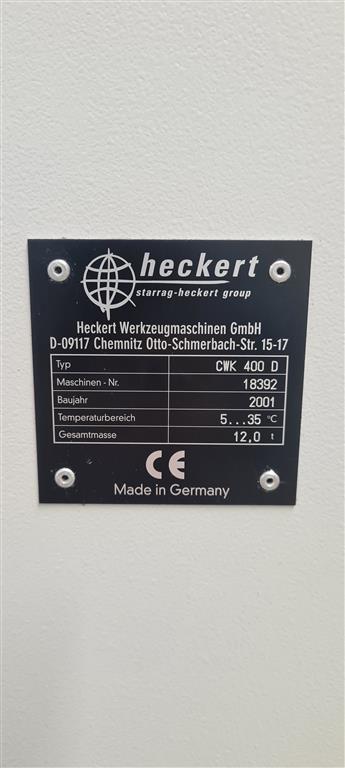 heckert
starrag-heckert group
Heckert Werkzeugmaschinen GmbH
D-09117 Chemnitz Otto-Schmerbach-Str. 15-17
Typ CWK 400 D
Maschinen - Nr. 18392
Baujahr 2001
Temperaturbereich 5...35 °C
Gesamtmasse 12,0 t
CE
Made in Germany